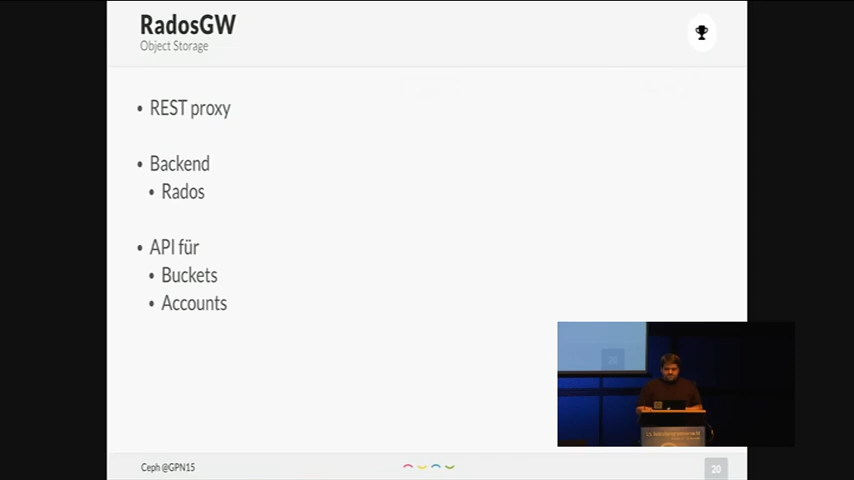 RadosGW
Object Storage
• REST proxy
• Backend
• Rados
• API für
• Buckets
• Accounts
Ceph @GPN15
20